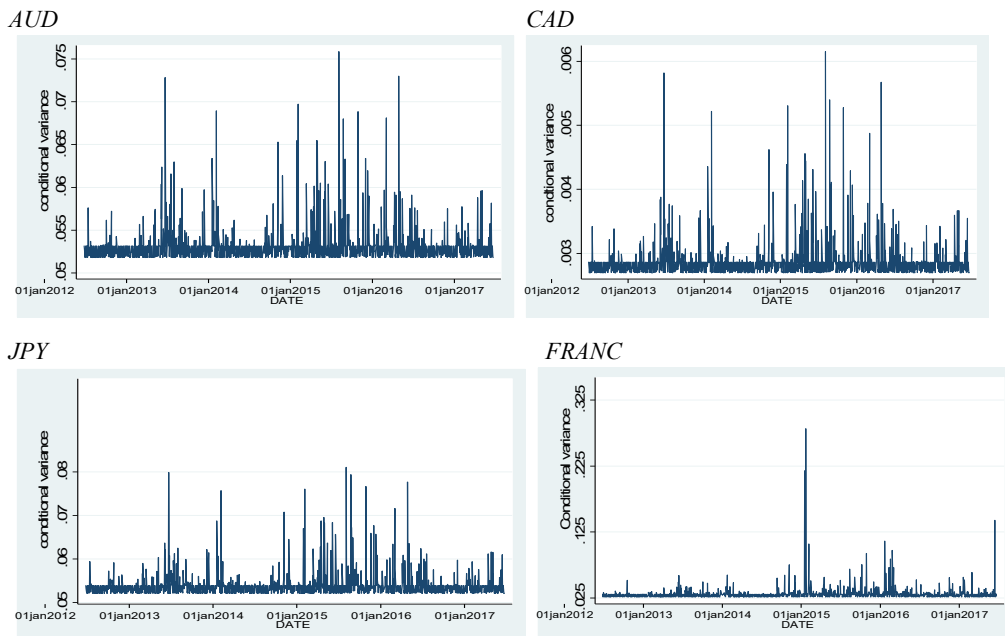 AUD
CAD
conditional variance
.075
.07
.065
.06
.055
.05
01jan2012 01jan2013 01jan2014 01jan2015 01jan2016 01jan2017
DATE
conditional variance
.006
.005
.004
.003
01jan2012 01jan2013 01jan2014 01jan2015 01jan2016 01jan2017
DATE
JPY
FRANC
conditional variance
.08
.07
.06
.05
01jan2012 01jan2013 01jan2014 01jan2015 01jan2016 01jan2017
DATE
Conditional variance
.325
.225
.125
.025
01jan2012 01jan2013 01jan2014 01jan2015 01jan2016 01jan2017
DATE